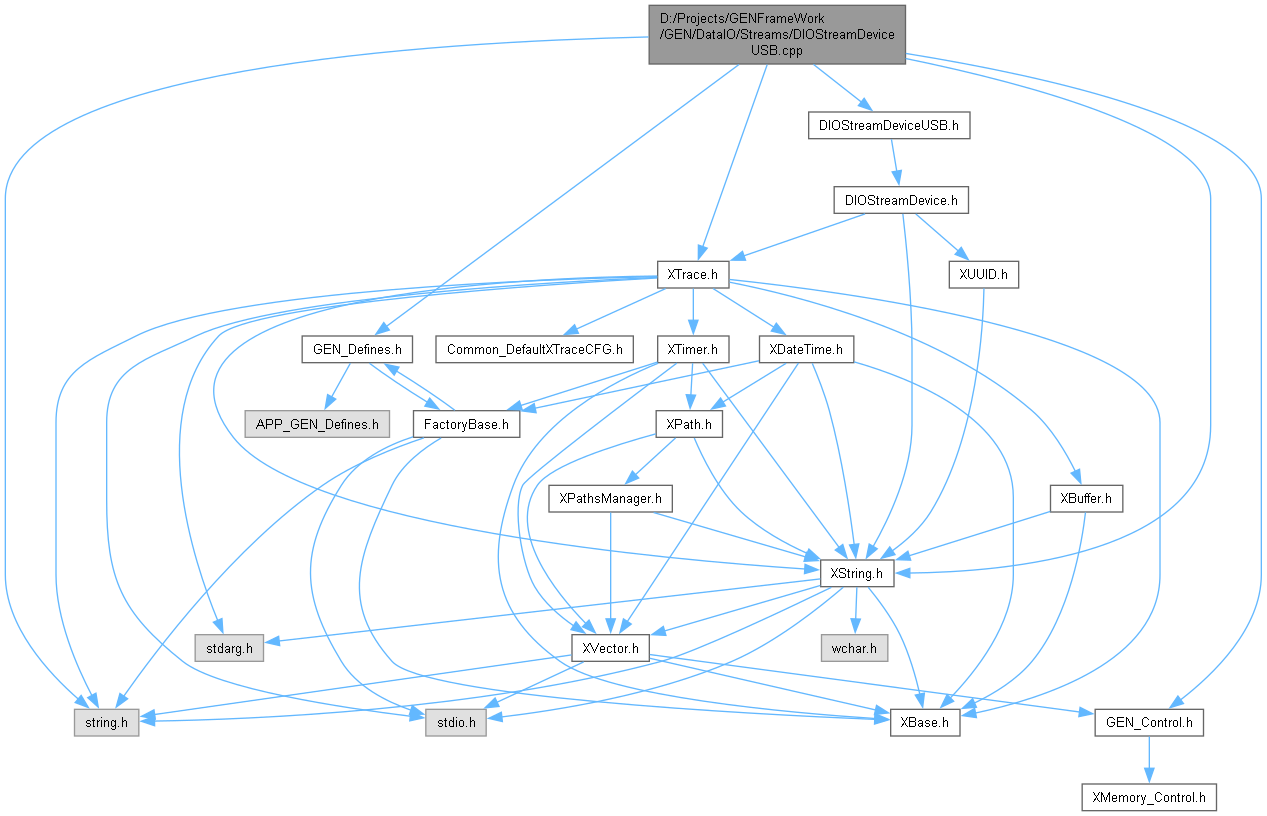 D:/Projects/GENFrameWork
/GEN/DataIO/Streams/DIOStreamDevice
USB.cpp
DIOStreamDeviceUSB.h
DIOStreamDevice.h
XTrace.h
XUUID.h
GEN_Defines.h
Common_DefaultXTraceCFG.h
XTimer.h
XDateTime.h
APP_GEN_Defines.h
FactoryBase.h
XPath.h
XPathsManager.h
XBuffer.h
XString.h
stdarg.h
XVector.h
wchar.h
string.h
stdio.h
XBase.h
GEN_Control.h
XMemory_Control.h